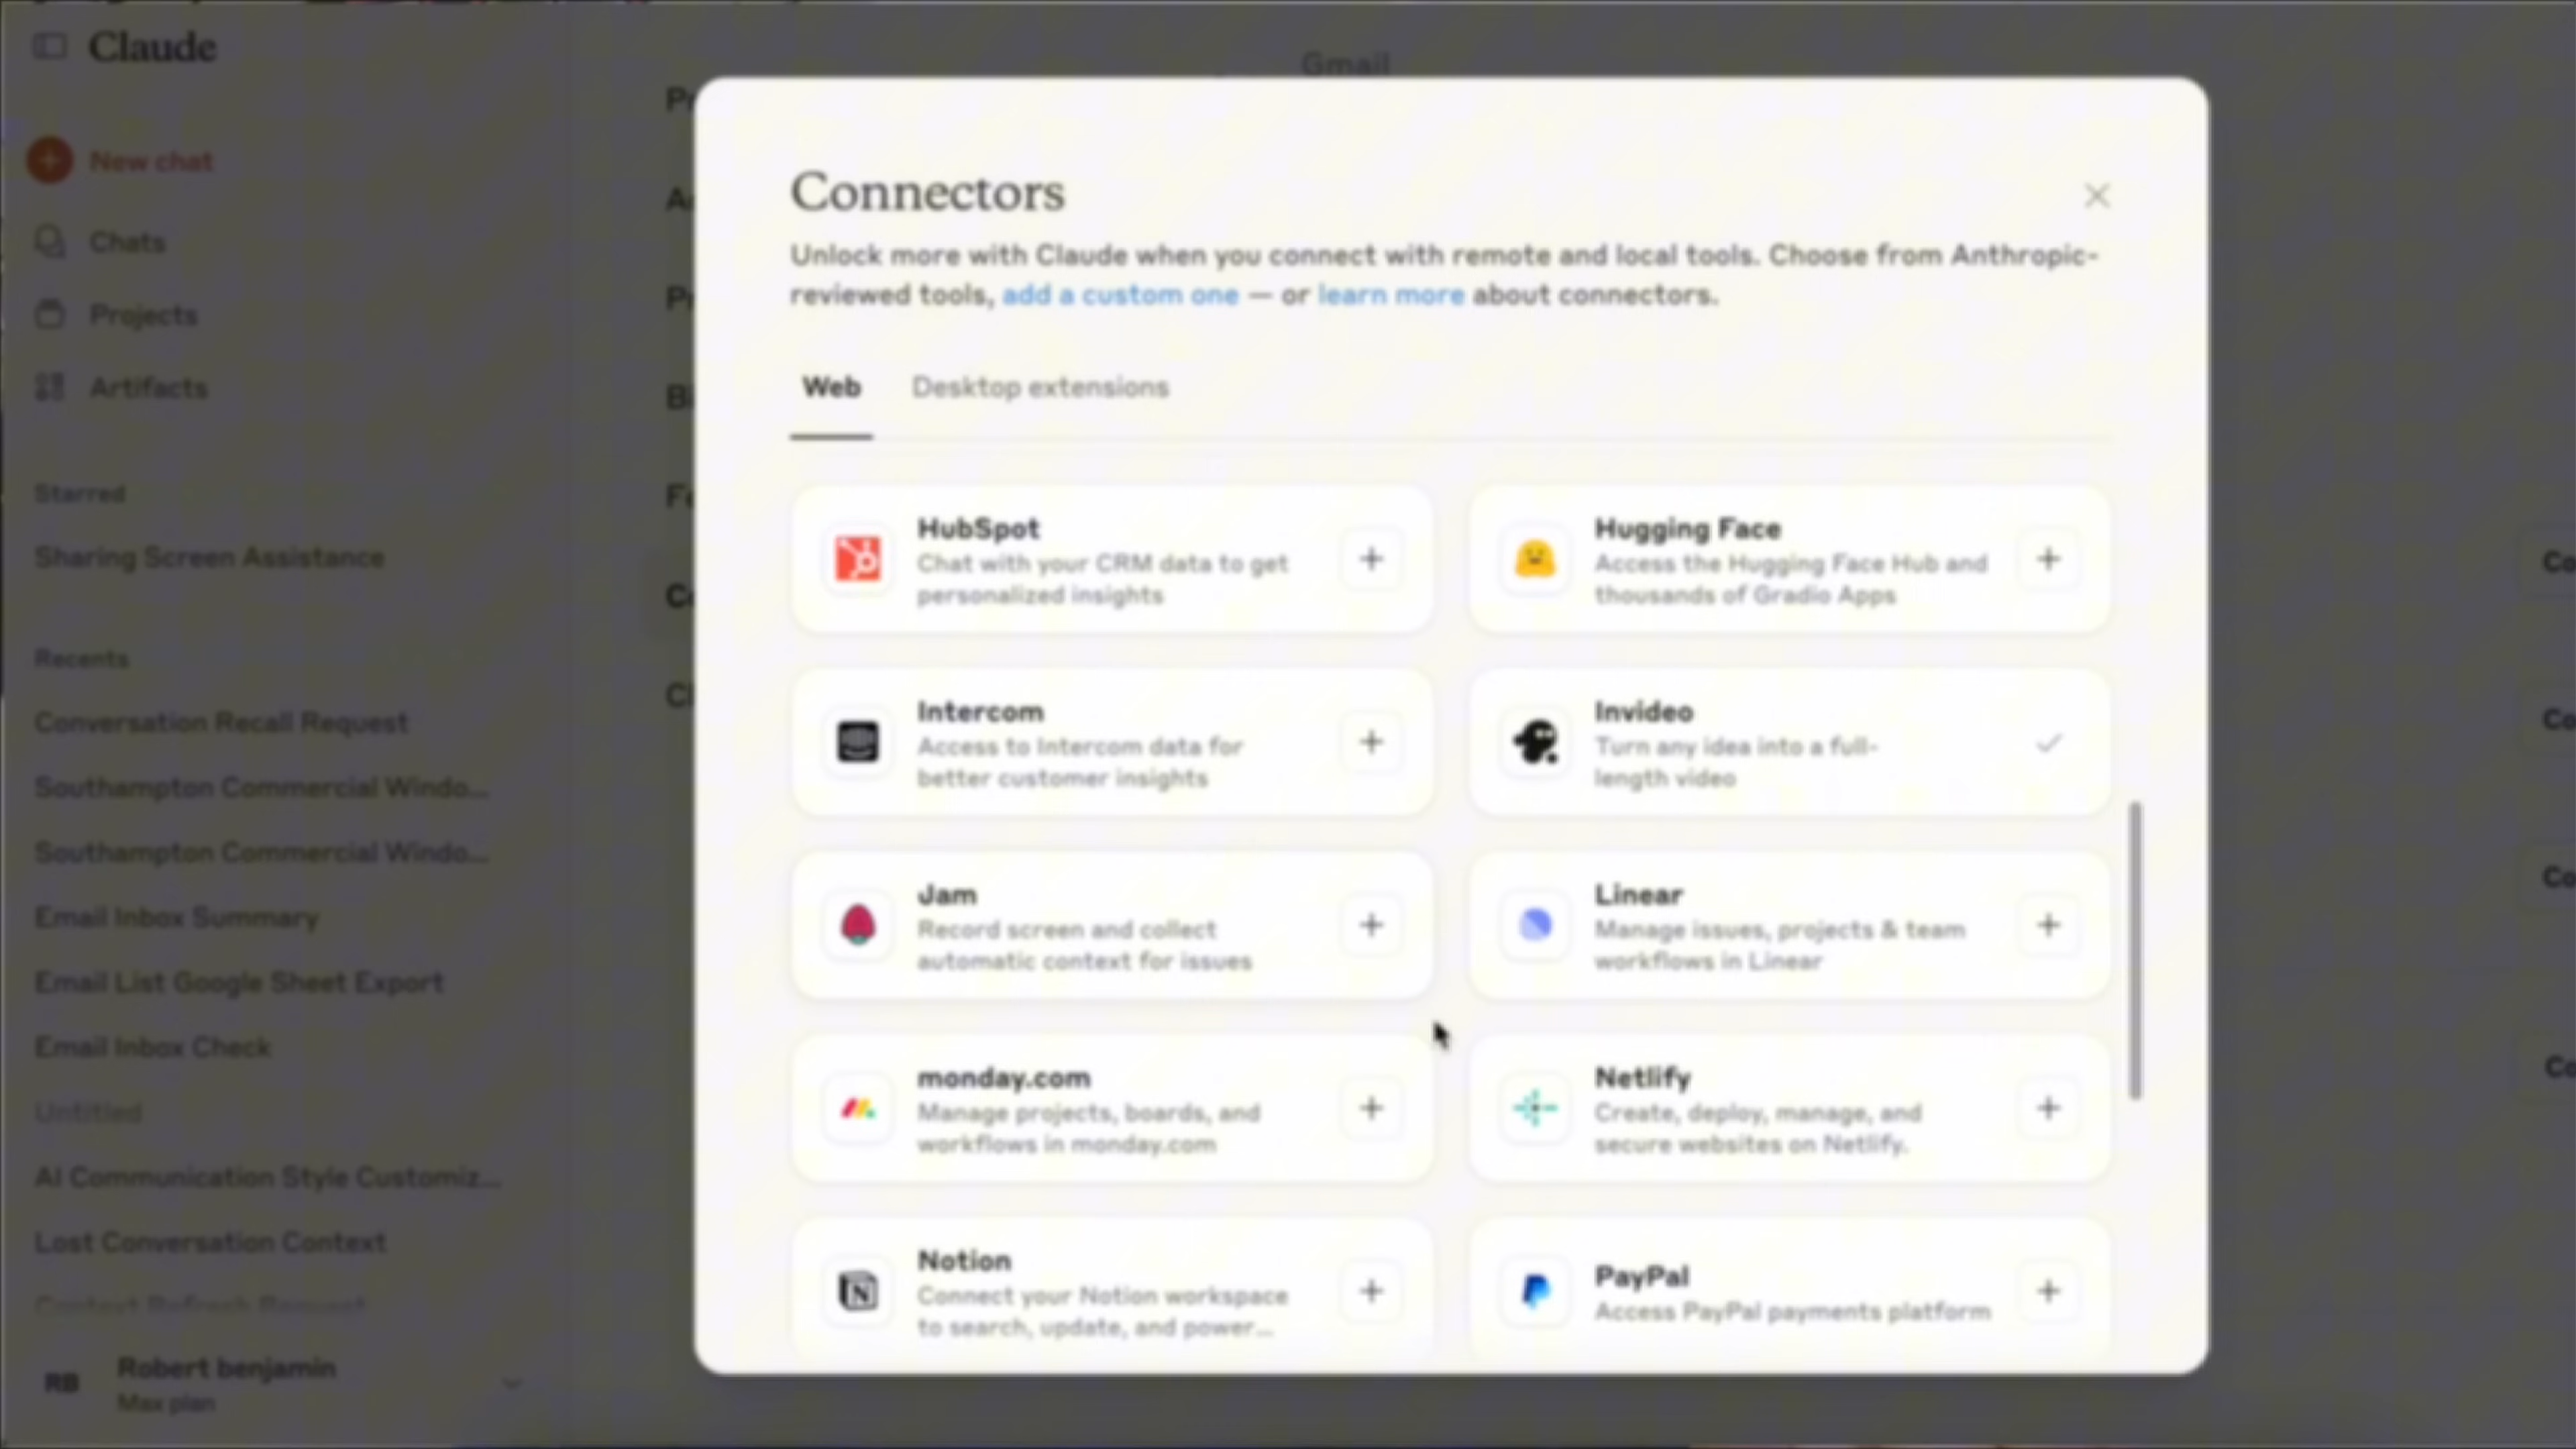 Claude
New chat
Chats
Projects
Artifacts
Starred
Sharing Screen Assistance
Recents
Conversation Recall Request
Southampton Commercial Windo...
Southampton Commercial Windo...
Email Inbox Summary
Email List Google Sheet Export
Email Inbox Check
Untitled
AI Communication Style Customiz...
Lost Conversation Context
Context Refresh Request
RB
Robert benjamin
Max plan
Gmail
Connectors
Unlock more with Claude when you connect with remote and local tools. Choose from Anthropic-
reviewed tools, add a custom one — or learn more about connectors.
Web Desktop extensions
HubSpot
Chat with your CRM data to get
personalized insights
Hugging Face
Access the Hugging Face Hub and
thousands of Gradio Apps
Intercom
Access to Intercom data for
better customer insights
Invideo
Turn any idea into a full-
length video
Jam
Record screen and collect
automatic context for issues
Linear
Manage issues, projects & team
workflows in Linear
monday.com
Manage projects, boards, and
workflows in monday.com
Netlify
Create, deploy, manage, and
secure websites on Netlify.
Notion
Connect your Notion workspace
to search, update, and power...
PayPal
Access PayPal payments platform